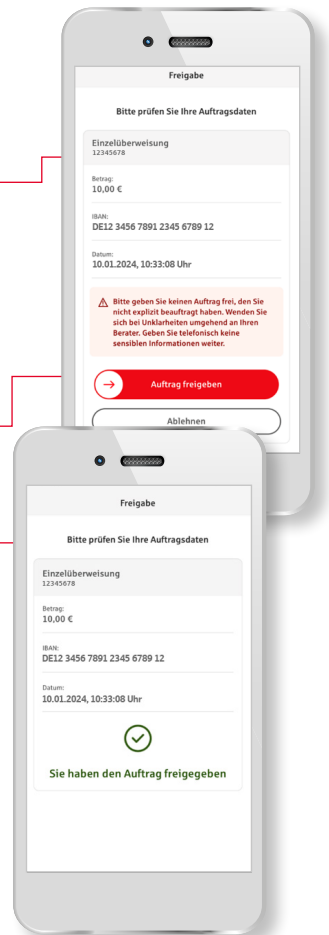 Freigabe
Bitte prüfen Sie Ihre Auftragsdaten
Einzelüberweisung
12345678
Betrag:
10,00 €
IBAN:
DE12 3456 7891 2345 6789 12
Datum:
10.01.2024, 10:33:08 Uhr
Bitte geben Sie keinen Auftrag frei, den Sie
nicht explizit beauftragt haben. Wenden Sie
sich bei Unklarheiten umgehend an Ihren
Berater. Geben Sie telefonisch keine
sensiblen Informationen weiter.
Auftrag freigeben
Ablehnen
Freigabe
Bitte prüfen Sie Ihre Auftragsdaten
Einzelüberweisung
12345678
Betrag:
10,00 €
IBAN:
DE12 3456 7891 2345 6789 12
Datum:
10.01.2024, 10:33:08 Uhr
Sie haben den Auftrag freigegeben